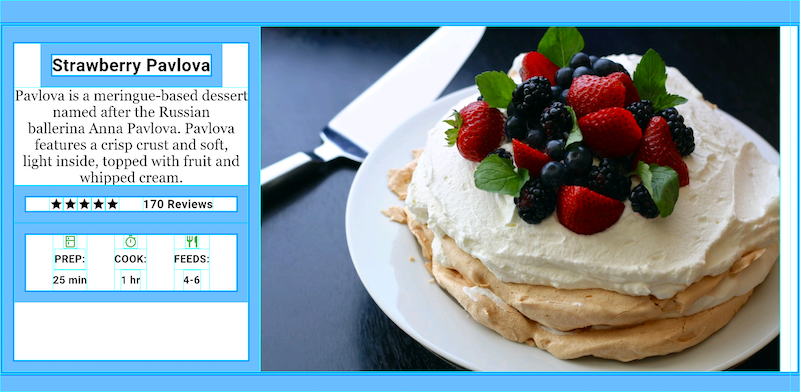 Strawberry Pavlova
Pavlova is a meringue-based dessert
named after the Russian
ballerina Anna Pavlova. Pavlova
features a crisp crust and soft,
light inside, topped with fruit and
whipped cream.
170 Reviews
PREP: COOK: FEEDS:
25 min 1 hr 4-6